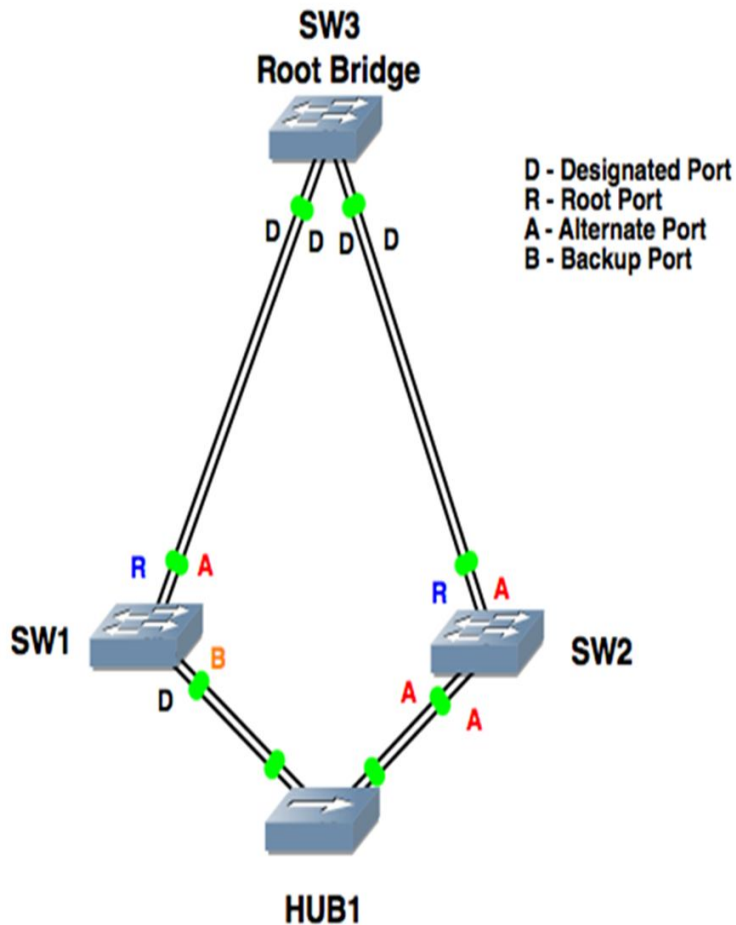 SW3
Root Bridge
D - Designated Port
R - Root Port
A - Alternate Port
B - Backup Port
D D D D
R A
R A
SW1
SW2
B
D
A
A
HUB1